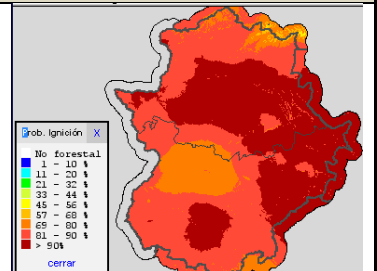 Prob. Ignición X
No forestal
1 - 10 %
11 - 20 %
21 - 32 %
33 - 44 %
45 - 56 %
57 - 68 %
69 - 80 %
81 - 90 %
> 90%
cerrar